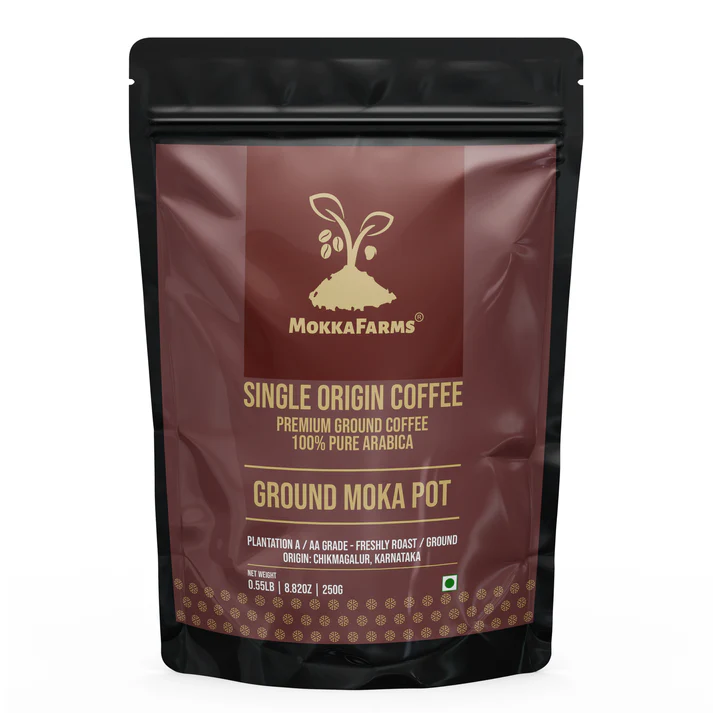 MOKKAFARMS®
SINGLE ORIGIN COFFEE
PREMIUM GROUND COFFEE
100% PURE ARABICA
GROUND MOKA POT
PLANTATION A / AA GRADE - FRESHLY ROAST / GROUND
ORIGIN: CHIKMAGALUR, KARNATAKA
NET WEIGHT
0.55LB | 8.82OZ | 250G